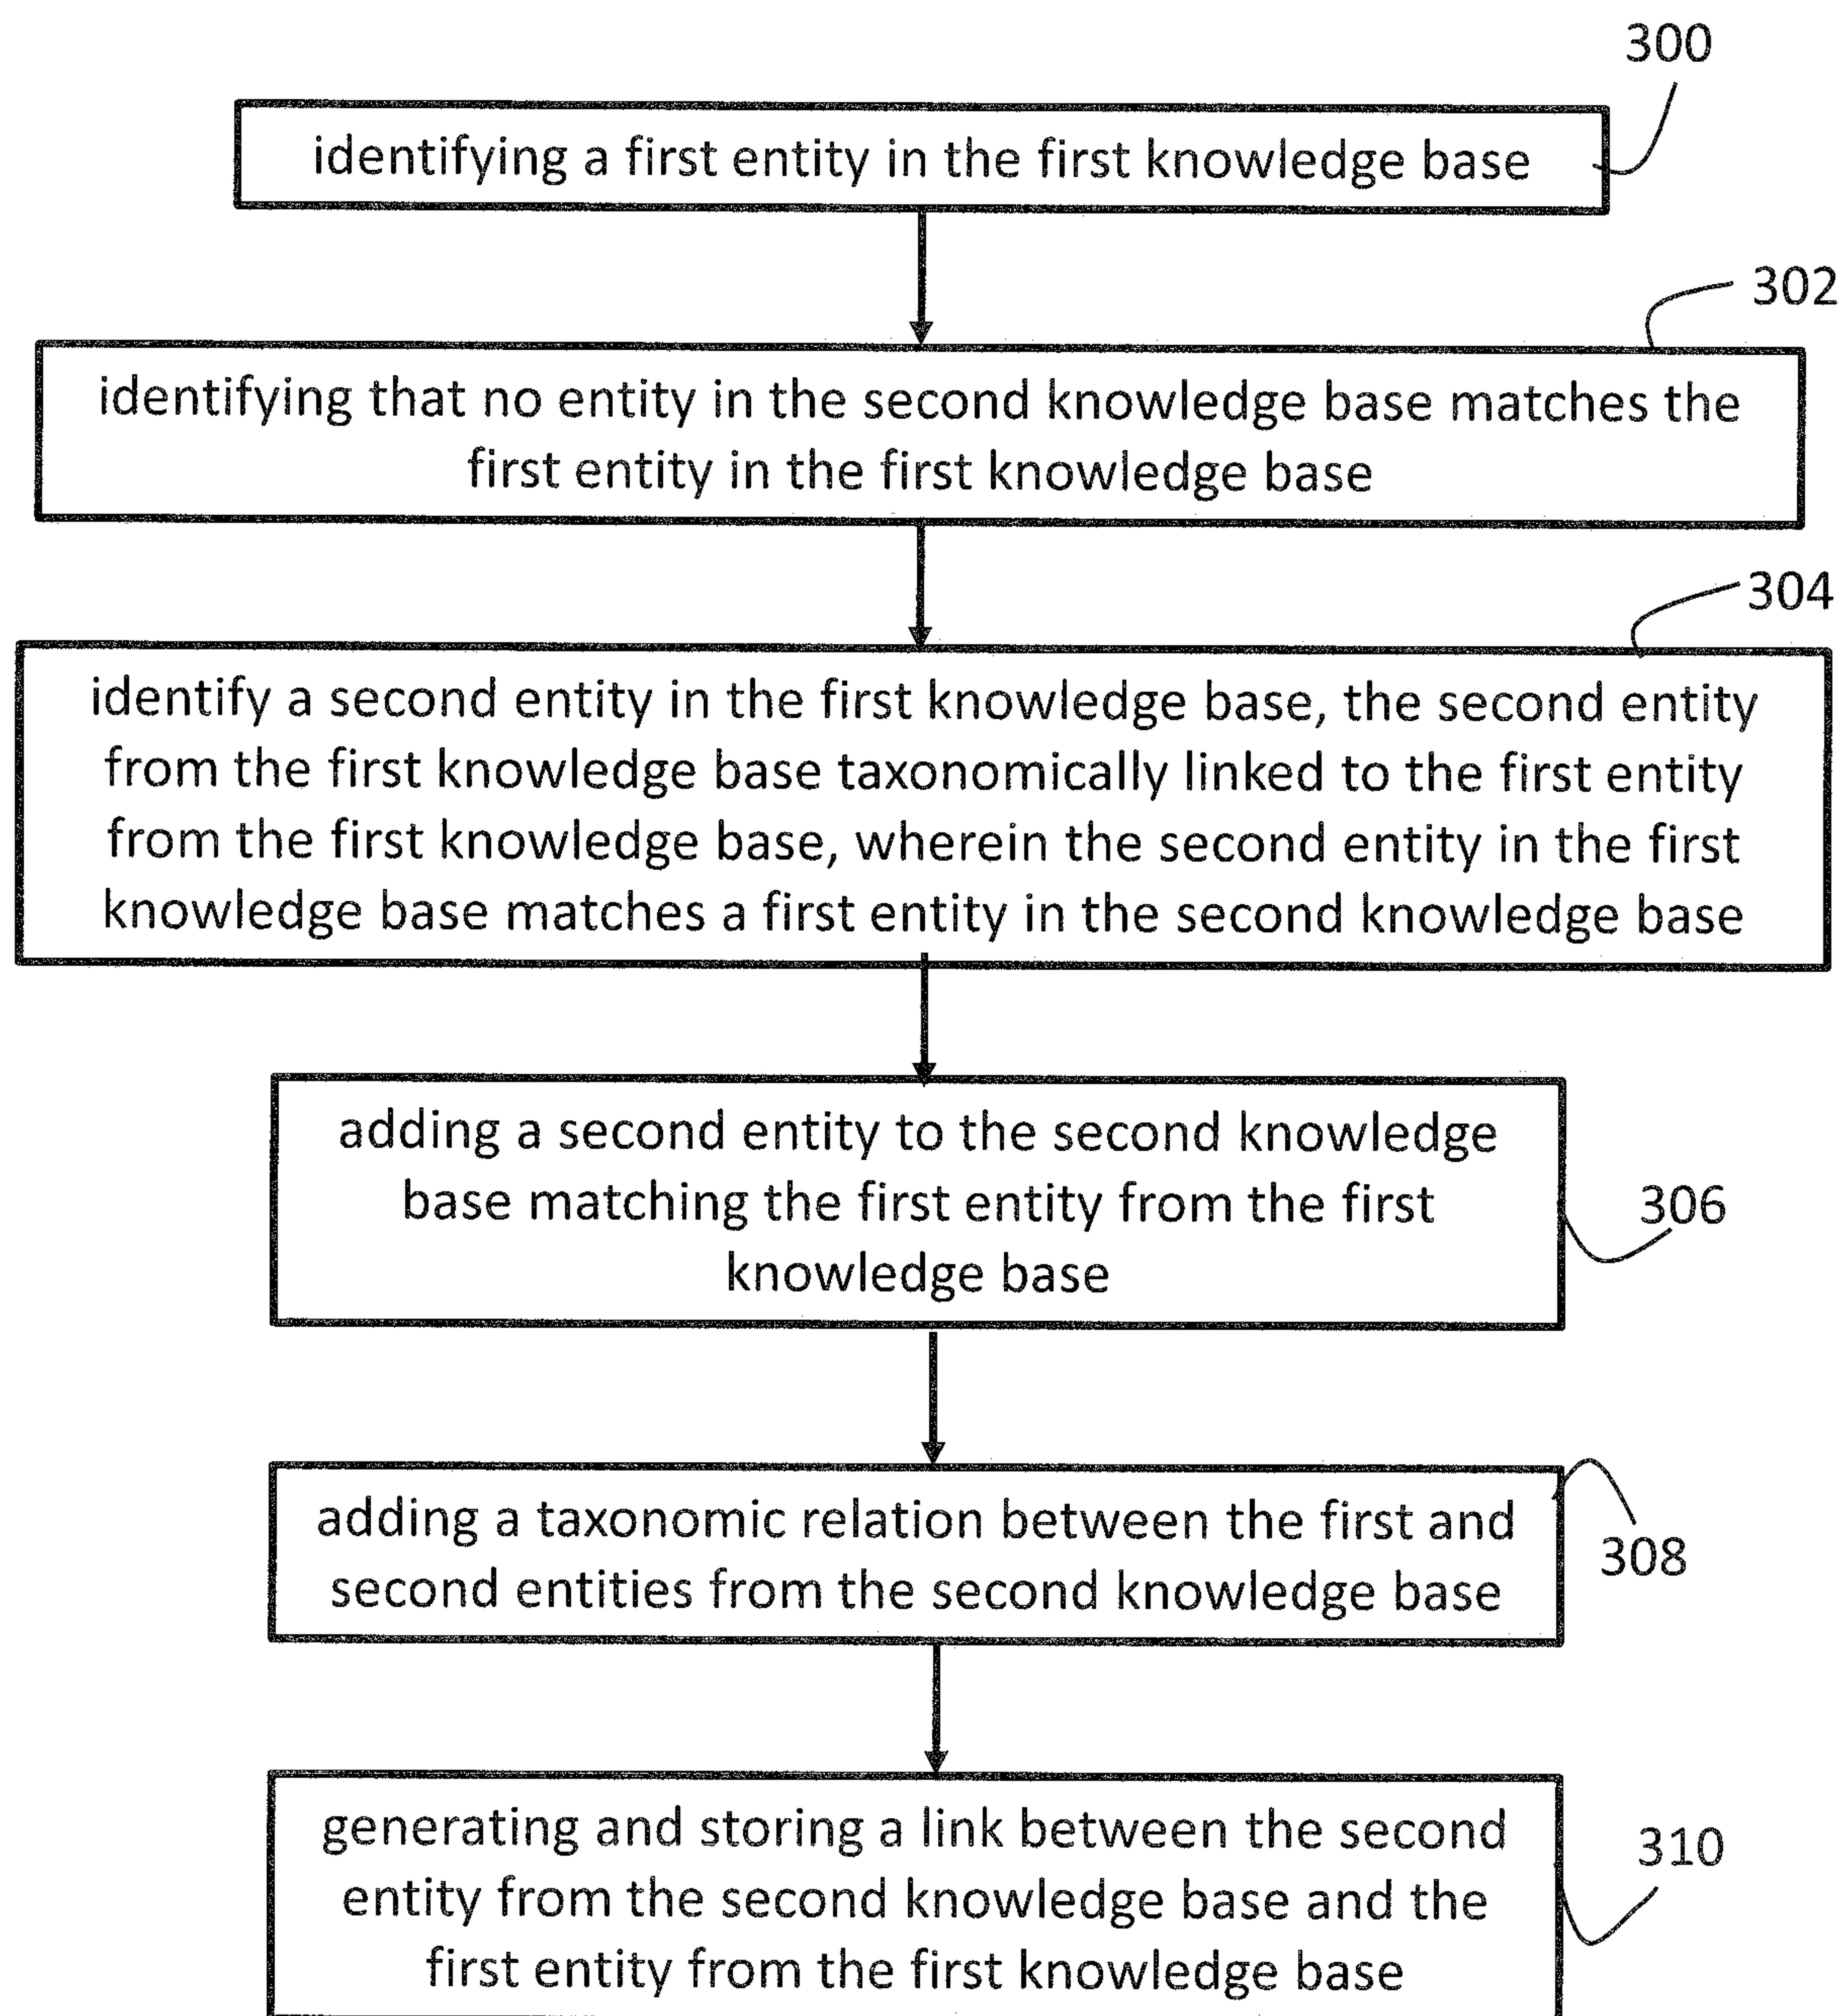 300
identifying a first entity in the first knowledge base
302
identifying that no entity in the second knowledge base matches the
first entity in the first knowledge base
304
identify a second entity in the first knowledge base, the second entity
from the first knowledge base taxonomically linked to the first entity
from the first knowledge base, wherein the second entity in the first
knowledge base matches a first entity in the second knowledge base
adding a second entity to the second knowledge
base matching the first entity from the first
knowledge base
306
adding a taxonomic relation between the first and
second entities from the second knowledge base
308
generating and storing a link between the second
entity from the second knowledge base and the
first entity from the first knowledge base
310